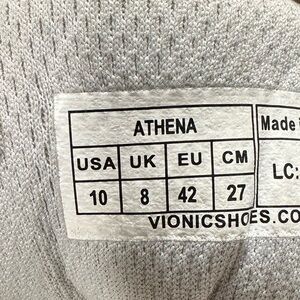 ATHENA
USA UK EU CM
10 8 42 27
Made
LC:
VIONICSHOES.CO